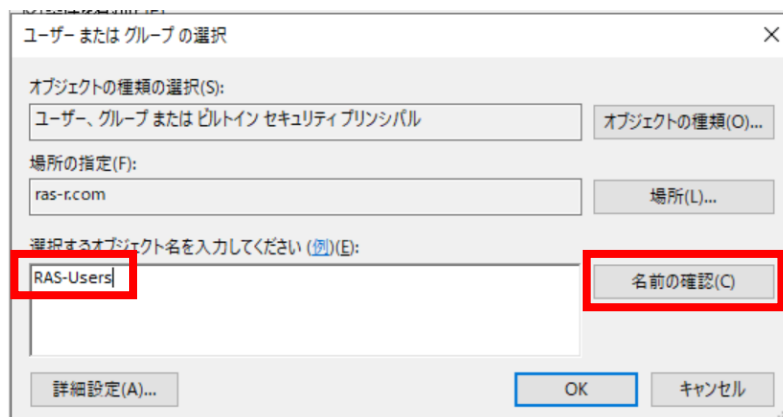 ユーザー または グループ の選択
オブジェクトの種類の選択(S):
ユーザー、グループ または ビルトイン セキュリティ プリンシパル
オブジェクトの種類(O)...
場所の指定(F):
ras-r.com
場所(L)...
選択するオブジェクト名を入力してください (例)(E):
RAS-Users
名前の確認(C)
詳細設定(A)...
OK
キャンセル